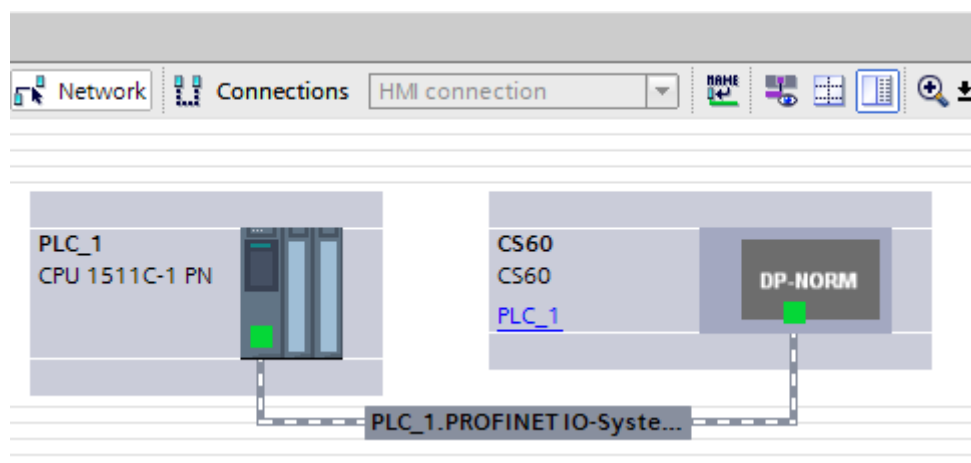 Network Connections HMI connection NAME
PLC_1
CPU 1511C-1 PN
CS60
CS60
PLC_1
DP-NORM
PLC_1.PROFINET IO-Syste...